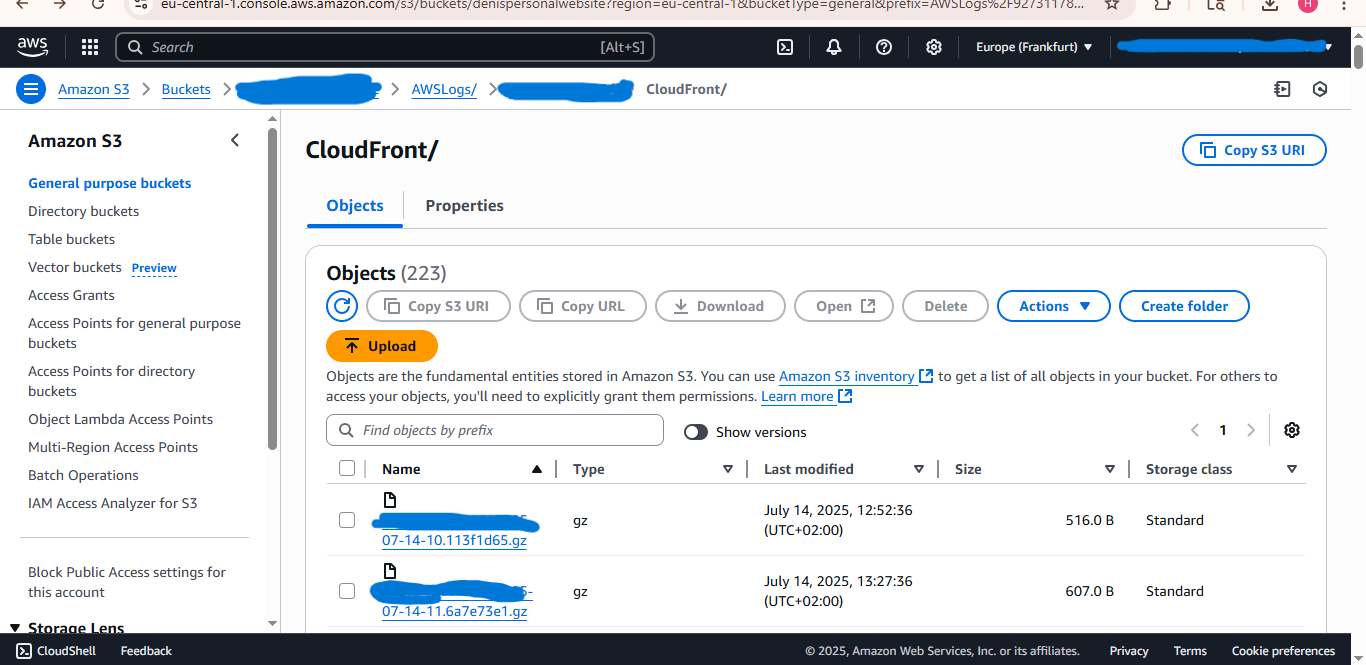 eu-central-1.console.aws.amazon.com/s3/buckets/denispersonalwebsite?region=eu-central-1&bucketType=general&prefix=AWSLogs%2F92731178...
H
aws
Search [Alt+S]
Europe (Frankfurt)
Amazon S3 > Buckets > > AWSLogs/ > CloudFront/
Amazon S3
General purpose buckets
Directory buckets
Table buckets
Vector buckets Preview
Access Grants
Access Points for general purpose
buckets
Access Points for directory
buckets
Object Lambda Access Points
Multi-Region Access Points
Batch Operations
IAM Access Analyzer for S3
Block Public Access settings for
this account
Storage Lens
CloudFront/
Copy S3 URI
Objects Properties
Objects (223)
Copy S3 URI Copy URL Download Open Delete Actions Create folder
Upload
Objects are the fundamental entities stored in Amazon S3. You can use Amazon S3 inventory to get a list of all objects in your bucket. For others to
access your objects, you'll need to explicitly grant them permissions. Learn more
Find objects by prefix Show versions 1
Name Type Last modified Size Storage class
07-14-10.113f1d65.gz gz July 14, 2025, 12:52:36 (UTC+02:00) 516.0 B Standard
07-14-11.6a7e73e1.gz gz July 14, 2025, 13:27:36 (UTC+02:00) 607.0 B Standard
CloudShell Feedback © 2025, Amazon Web Services, Inc. or its affiliates. Privacy Terms Cookie preferences